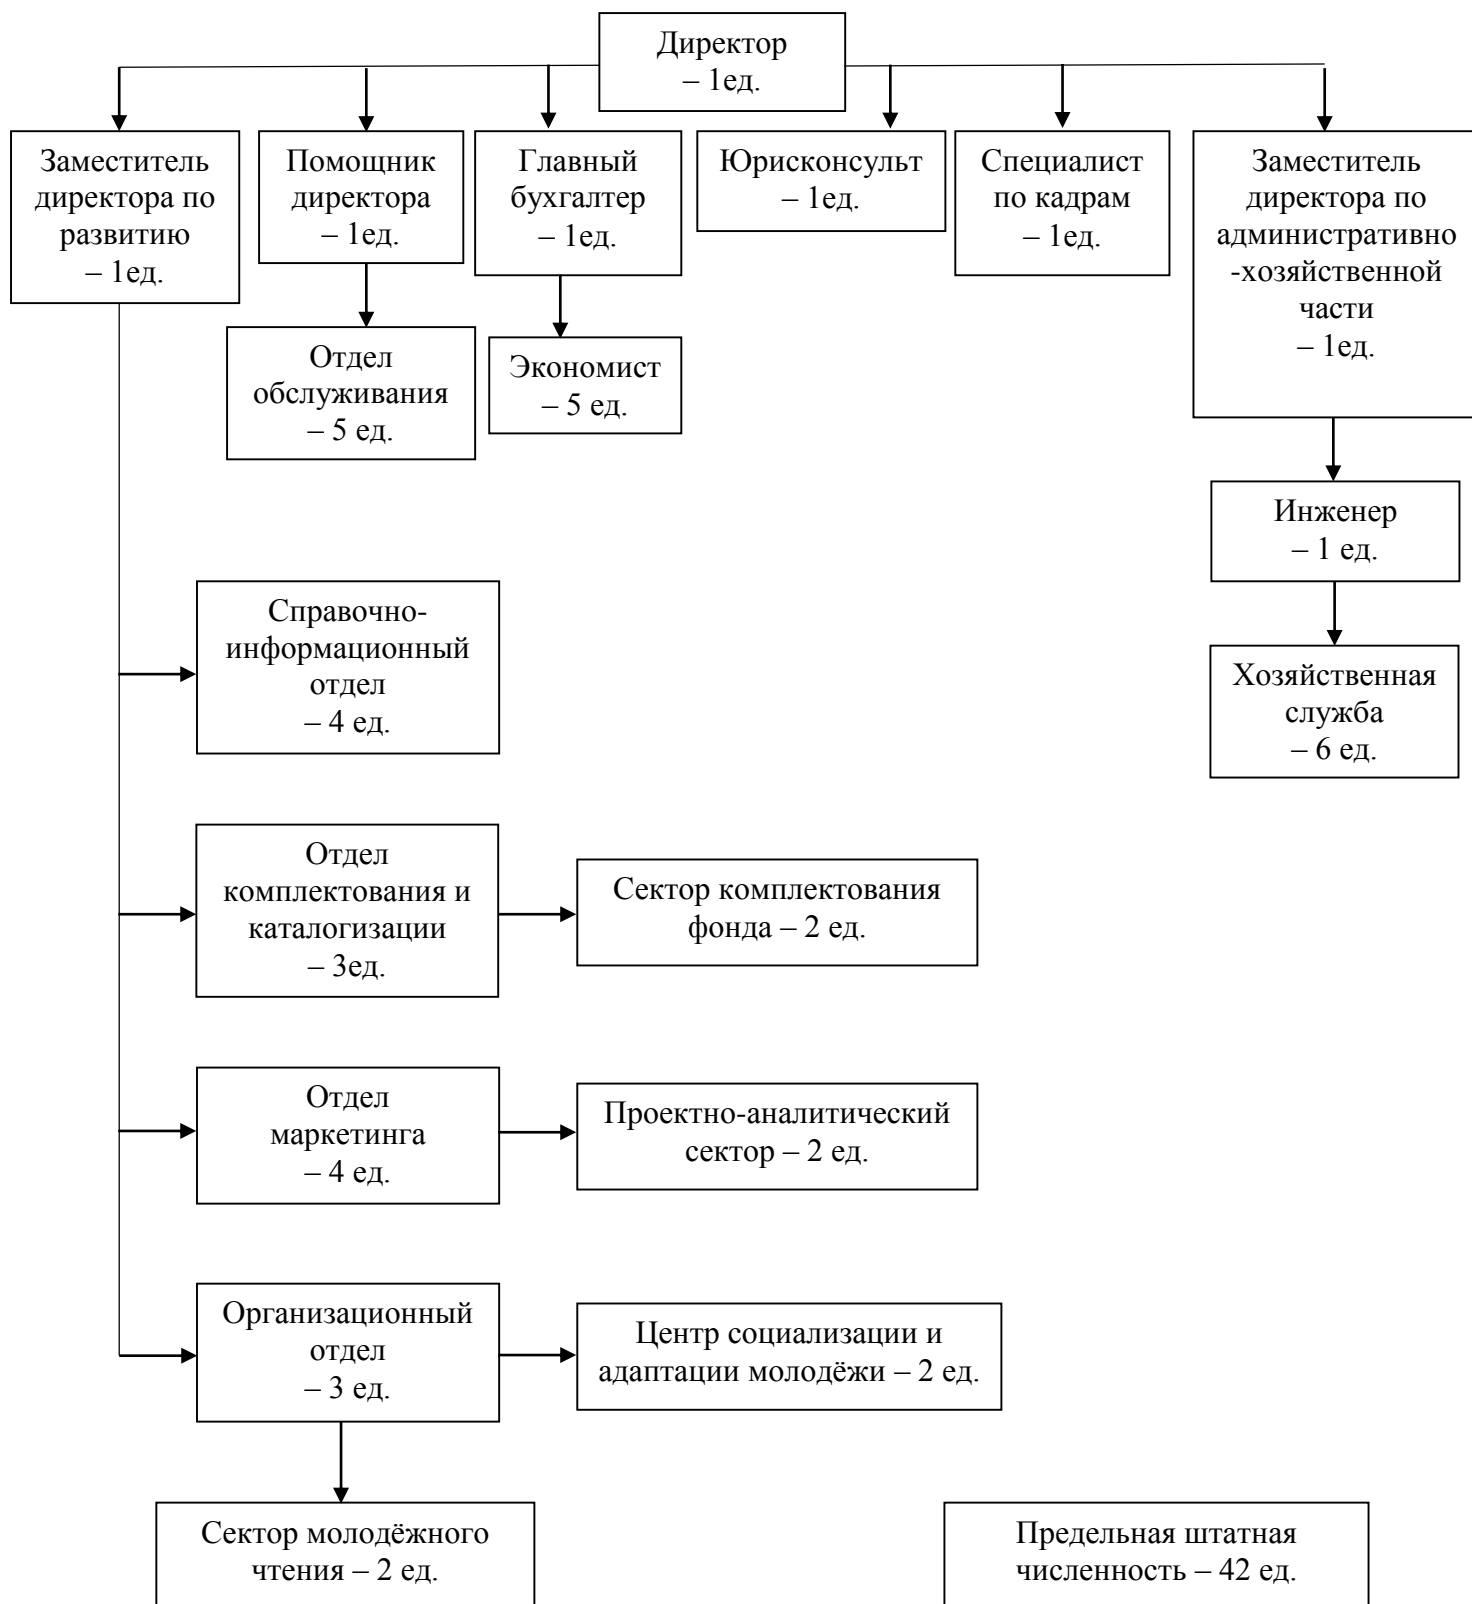 Директор
– 1ед.
Заместитель
директора по
развитию
– 1ед.
Помощник
директора
– 1ед.
Главный
бухгалтер
– 1ед.
Юрисконсульт
– 1ед.
Специалист
по кадрам
– 1ед.
Заместитель
директора по
административно
-хозяйственной
части
– 1ед.
Отдел
обслуживания
– 5 ед.
Экономист
– 5 ед.
Инженер
– 1 ед.
Справочно-
информационный
отдел
– 4 ед.
Хозяйственная
служба
– 6 ед.
Отдел
комплектования и
каталогизации
– 3ед.
Сектор комплектования
фонда – 2 ед.
Отдел
маркетинга
– 4 ед.
Проектно-аналитический
сектор – 2 ед.
Организационный
отдел
– 3 ед.
Центр социализации и
адаптации молодёжи – 2 ед.
Сектор молодёжного
чтения – 2 ед.
Предельная штатная
численность – 42 ед.